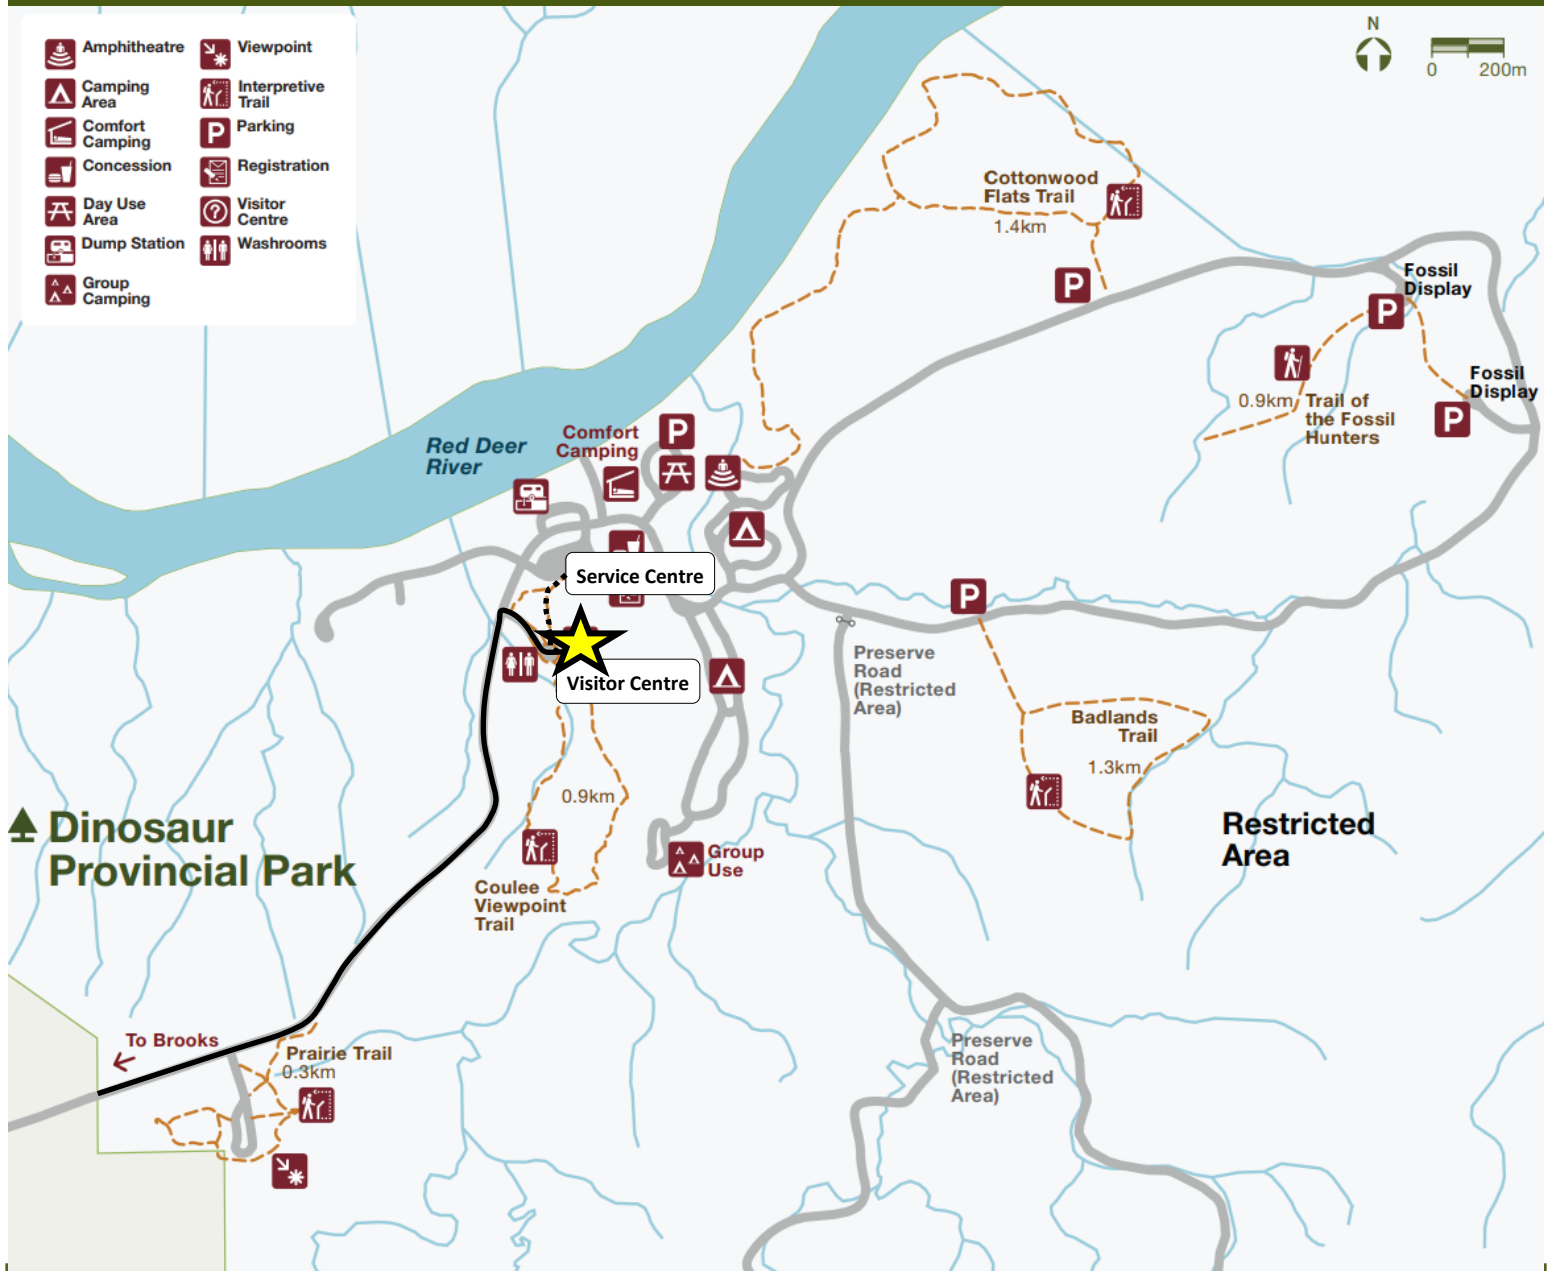 Amphitheatre
Viewpoint
Camping
Area
Interpretive
Trail
Comfort
Camping
P
Parking
Concession
Registration
Day Use
Area
?
Visitor
Centre
Dump Station
Washrooms
Group
Camping
N
0
200m
Cottonwood
Flats Trail
1.4km
P
Fossil
Display
P
Fossil
Display
P
0.9km
Trail of
the Fossil
Hunters
Red Deer
River
Comfort
Camping
P
Service Centre
Visitor Centre
P
Preserve
Road
(Restricted
Area)
Badlands
Trail
1.3km
0.9km
Dinosaur
Provincial Park
Restricted
Area
Group
Use
Coulee
Viewpoint
Trail
To Brooks
Prairie Trail
0.3km
Preserve
Road
(Restricted
Area)